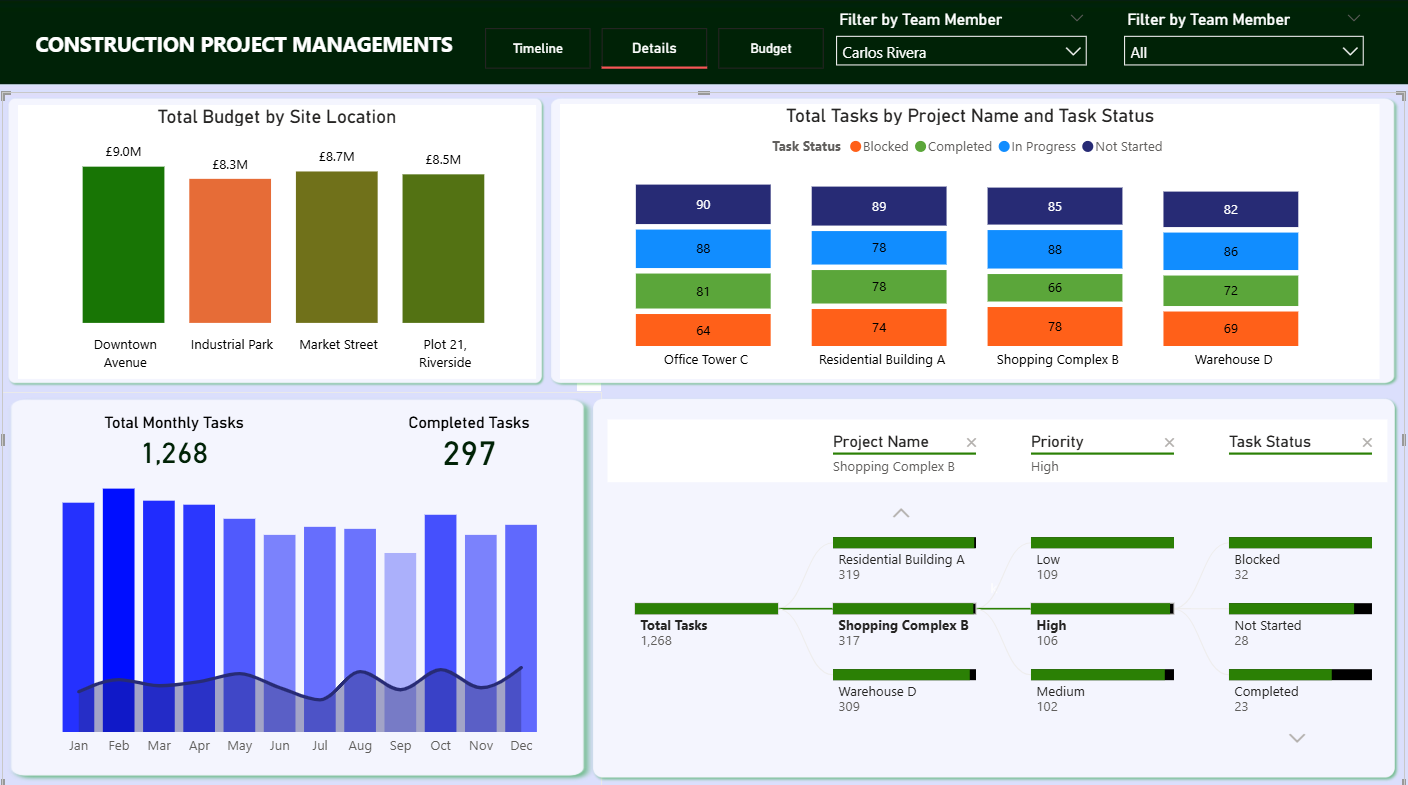 CONSTRUCTION PROJECT MANAGEMENTS
Timeline
Details
Budget
Filter by Team Member
Carlos Rivera
Filter by Team Member
All
Total Budget by Site Location
£9.0M
£8.3M
£8.7M
£8.5M
Downtown
Avenue
Industrial Park
Market Street
Plot 21,
Riverside
Total Tasks by Project Name and Task Status
Task Status Blocked Completed In Progress Not Started
90 89 85 82
88 78 88 86
81 78 66 72
64 74 78 69
Office Tower C Residential Building A Shopping Complex B Warehouse D
Total Monthly Tasks
1,268
Completed Tasks
297
Jan Feb Mar Apr May Jun Jul Aug Sep Oct Nov Dec
Project Name
Shopping Complex B
Priority
High
Task Status
Total Tasks
1,268
Residential Building A
319
Shopping Complex B
317
Warehouse D
309
Low
109
High
106
Medium
102
Blocked
32
Not Started
28
Completed
23